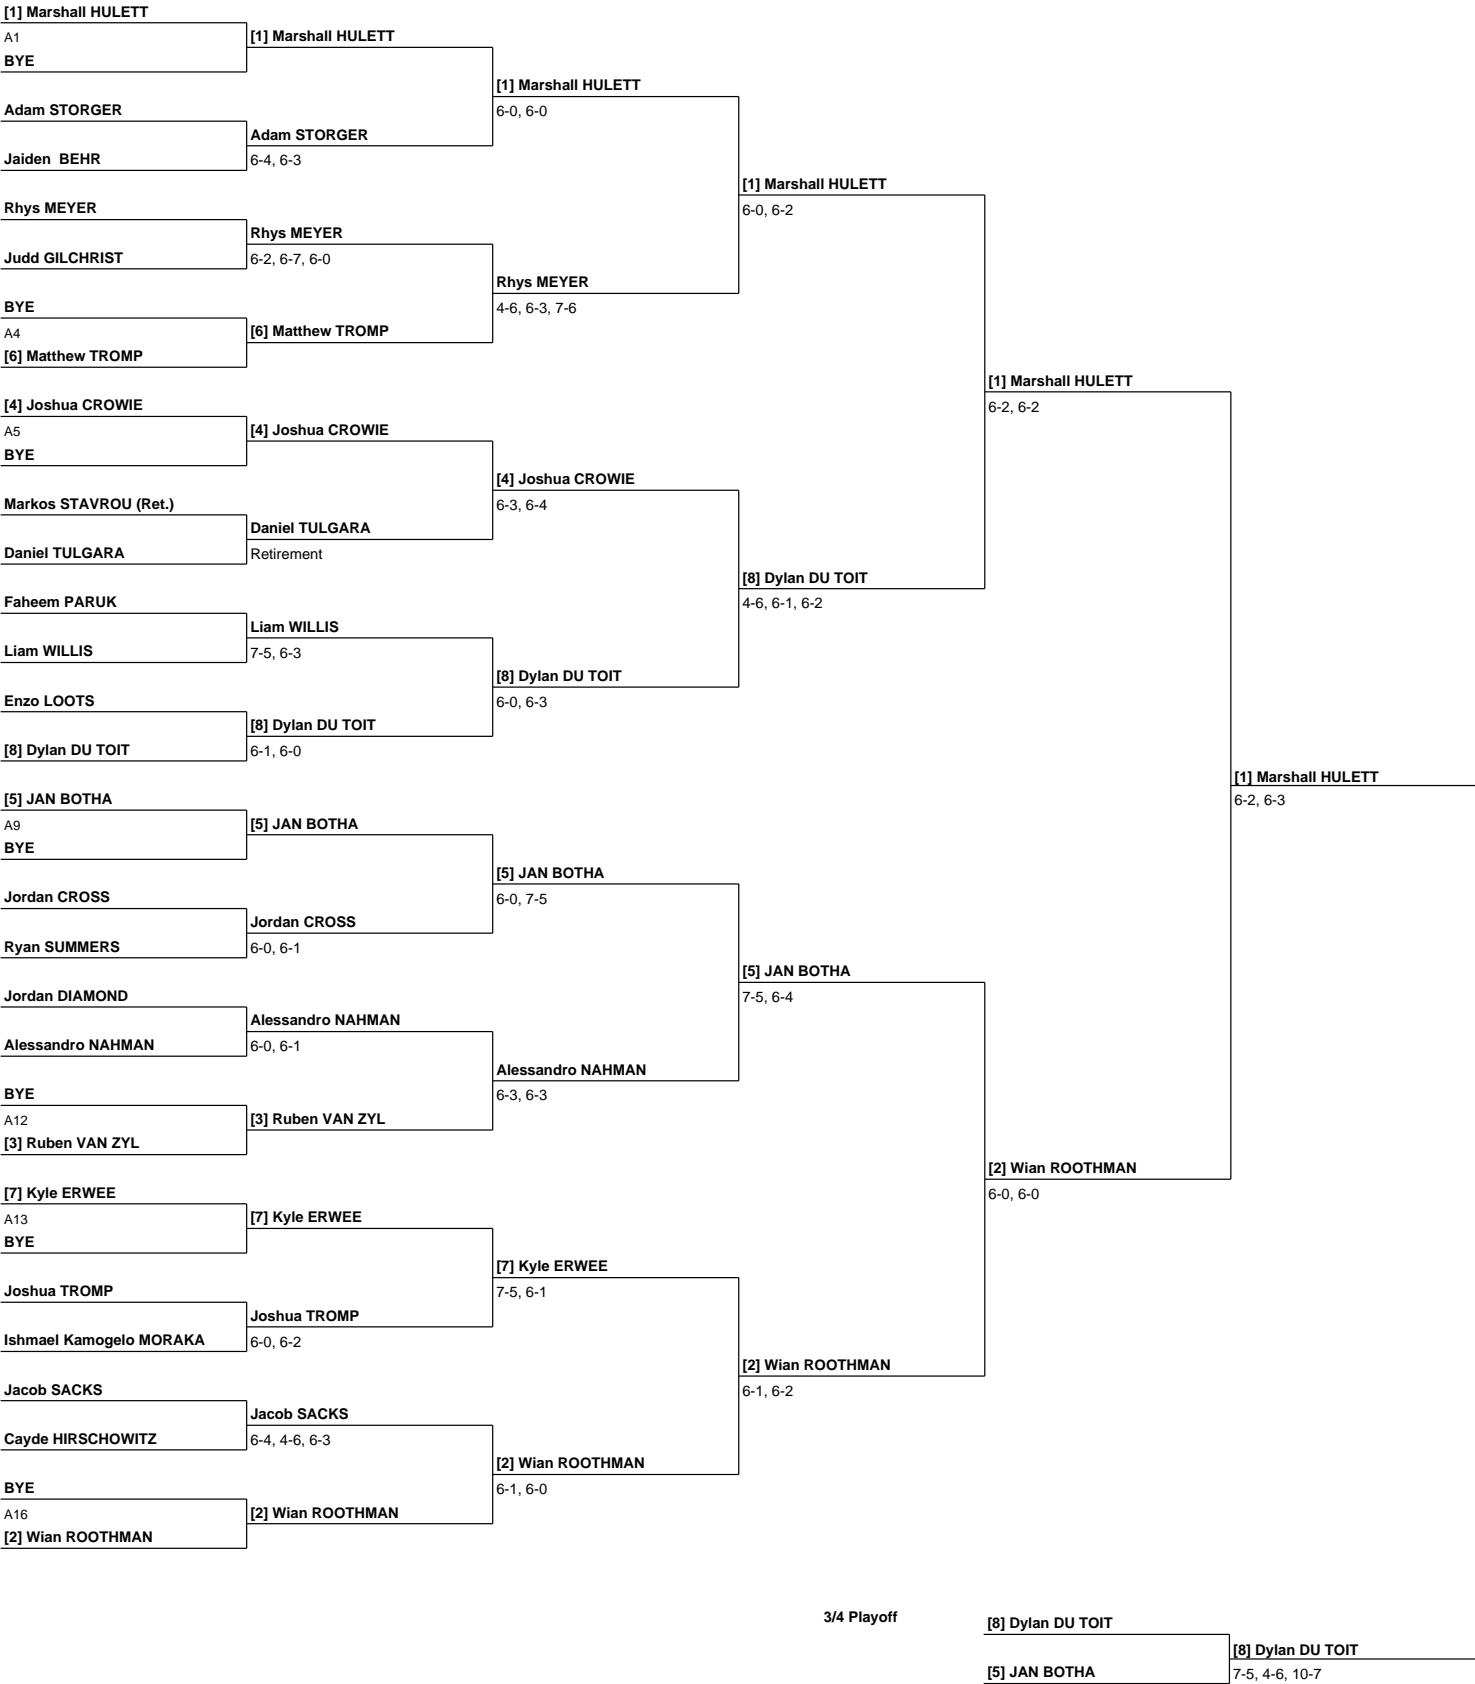 [1] Marshall HULETT
A1
BYE
Adam STORGER
Jaiden  BEHR
Rhys MEYER
Judd GILCHRIST
BYE
A4
[6] Matthew TROMP
[4] Joshua CROWIE
A5
BYE
Markos STAVROU (Ret.)
Daniel TULGARA
Faheem PARUK
Liam WILLIS
Enzo LOOTS
[8] Dylan DU TOIT
[5] JAN BOTHA
A9
BYE
Jordan CROSS
Ryan SUMMERS
Jordan DIAMOND
Alessandro NAHMAN
BYE
A12
[3] Ruben VAN ZYL
[7] Kyle ERWEE
A13
BYE
Joshua TROMP
Ishmael Kamogelo MORAKA
Jacob SACKS
Cayde HIRSCHOWITZ
BYE
A16
[2] Wian ROOTHMAN
[1] Marshall HULETT
Adam STORGER
6-4, 6-3
Rhys MEYER
6-2, 6-7, 6-0
[6] Matthew TROMP
[4] Joshua CROWIE
Daniel TULGARA
Retirement
Liam WILLIS
7-5, 6-3
[8] Dylan DU TOIT
6-1, 6-0
[5] JAN BOTHA
Jordan CROSS
6-0, 6-1
Alessandro NAHMAN
6-0, 6-1
[3] Ruben VAN ZYL
[7] Kyle ERWEE
Joshua TROMP
6-0, 6-2
Jacob SACKS
6-4, 4-6, 6-3
[2] Wian ROOTHMAN
[1] Marshall HULETT
6-0, 6-0
Rhys MEYER
4-6, 6-3, 7-6
[4] Joshua CROWIE
6-3, 6-4
[8] Dylan DU TOIT
6-0, 6-3
[5] JAN BOTHA
6-0, 7-5
Alessandro NAHMAN
6-3, 6-3
[7] Kyle ERWEE
7-5, 6-1
[2] Wian ROOTHMAN
6-1, 6-0
[1] Marshall HULETT
6-0, 6-2
[8] Dylan DU TOIT
4-6, 6-1, 6-2
[5] JAN BOTHA
7-5, 6-4
[2] Wian ROOTHMAN
6-1, 6-2
[1] Marshall HULETT
6-2, 6-2
[2] Wian ROOTHMAN
6-0, 6-0
[1] Marshall HULETT
6-2, 6-3
3/4 Playoff
[8] Dylan DU TOIT
[5] JAN BOTHA
[8] Dylan DU TOIT
7-5, 4-6, 10-7